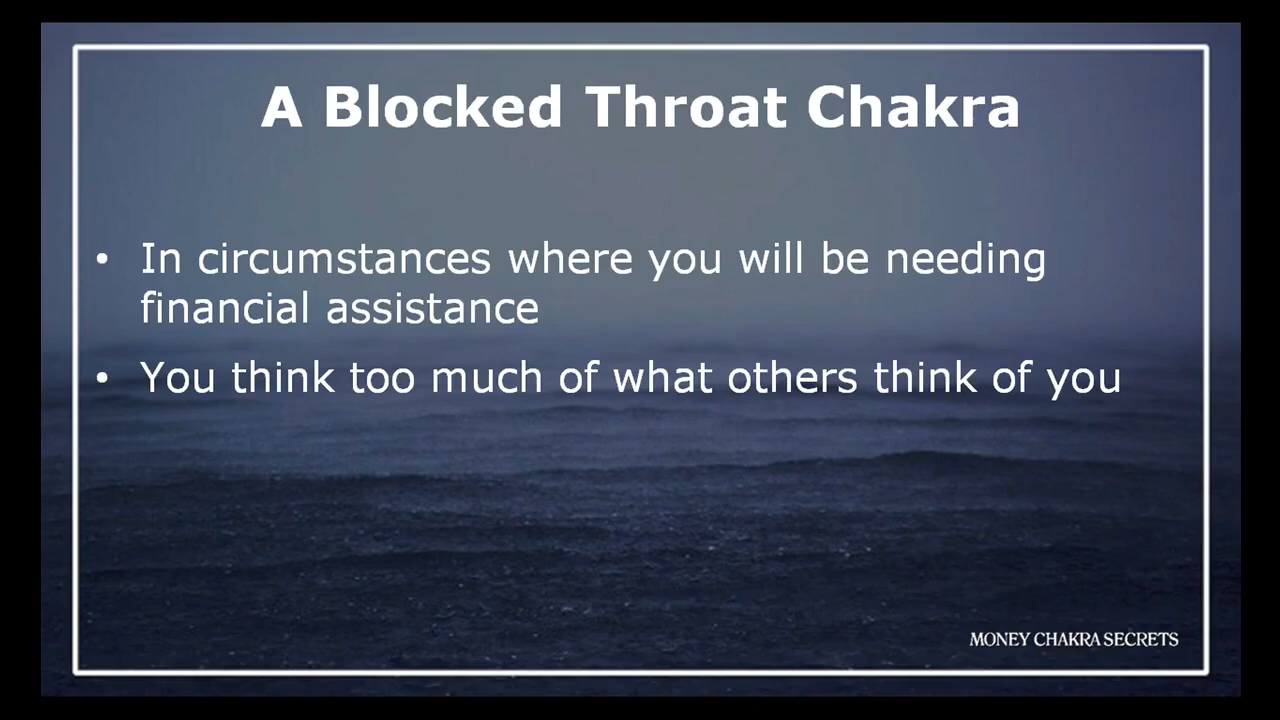 A Blocked Throat Chakra
• In circumstances where you will be needing
financial assistance
• You think too much of what others think of you
MONEY CHAKRA SECRETS